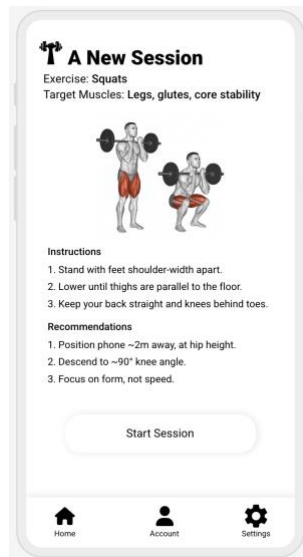 A New Session
Exercise: Squats
Target Muscles: Legs, glutes, core stability
Instructions
1. Stand with feet shoulder-width apart.
2. Lower until thighs are parallel to the floor.
3. Keep your back straight and knees behind toes.
Recommendations
1. Position phone ~2m away, at hip height.
2. Descend to ~90° knee angle.
3. Focus on form, not speed.
Start Session
Home Account Settings